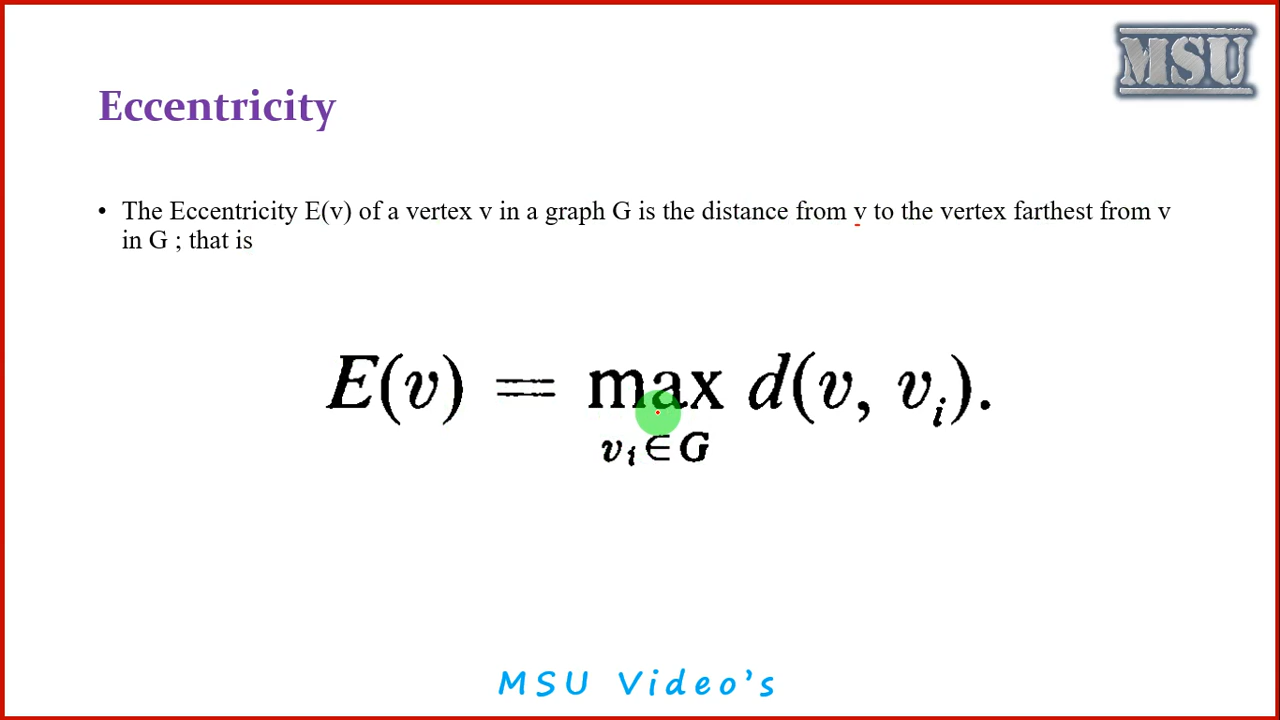 MSU
Eccentricity
• The Eccentricity E(v) of a vertex v in a graph G is the distance from v to the vertex farthest from v
in G ; that is
E(v) = max d(v, vᵢ).
vᵢ ∈ G
MSU Video's